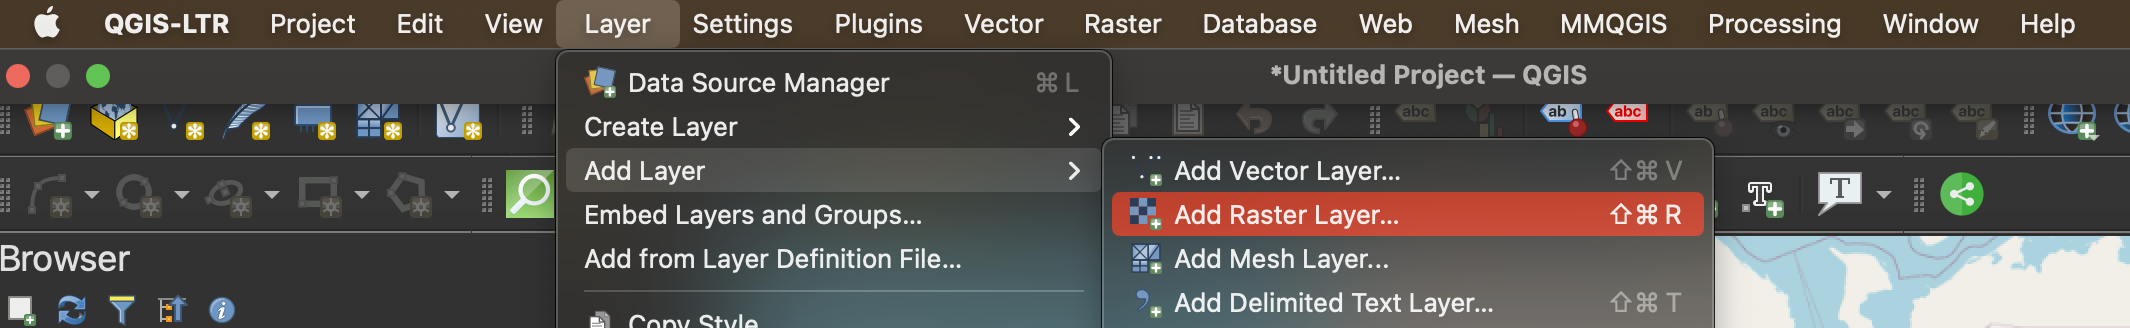 QGIS-LTR Project Edit View Layer Settings Plugins Vector Raster Database Web Mesh MMQGIS Processing Window Help
*Untitled Project — QGIS
Data Source Manager ⌘ L
Create Layer
Add Layer
Embed Layers and Groups...
Add from Layer Definition File...
Copy Style
Add Vector Layer... ⇧⌘ V
Add Raster Layer... ⇧⌘ R
Add Mesh Layer...
Add Delimited Text Layer... ⇧⌘ T
abc
ab
abc
abc
abc
abc
abc
abc
T
T
Browser